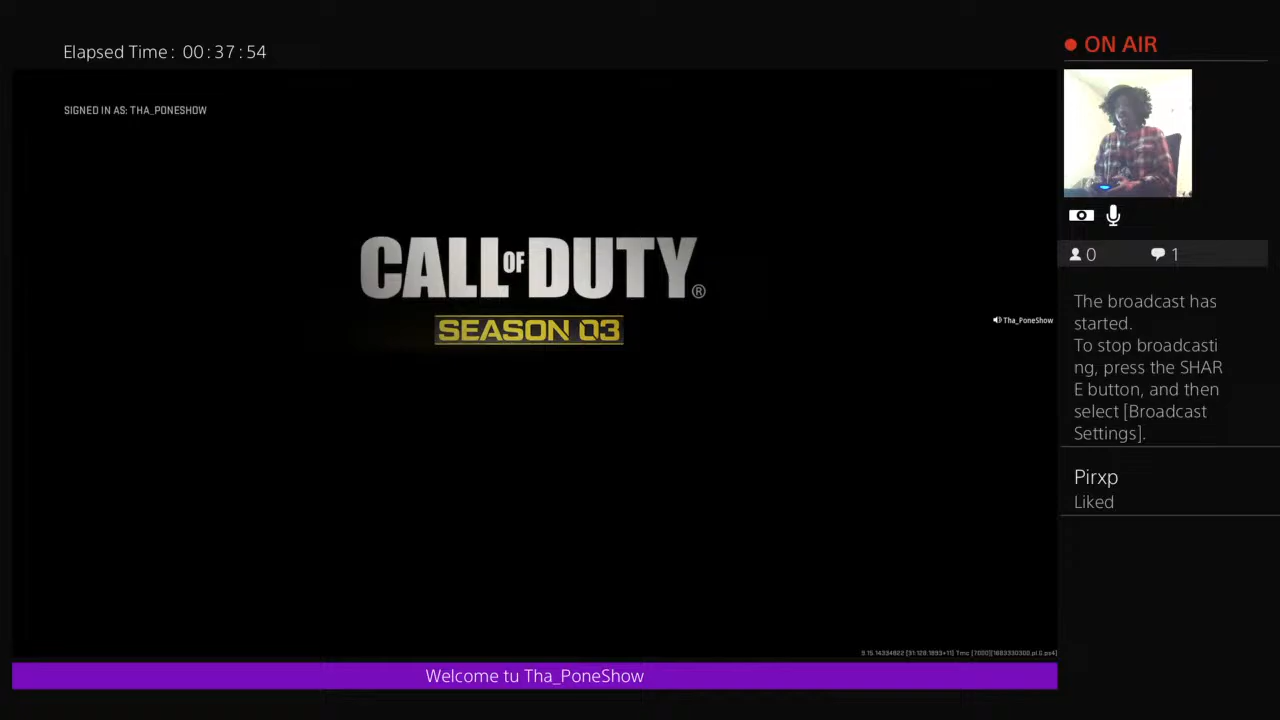 Elapsed Time: 00:37:54
ON AIR
SIGNED IN AS: THA_PONESHOW
CALL OF DUTY®
SEASON 03
0
1
The broadcast has
started.
To stop broadcasti
ng, press the SHAR
E button, and then
select [Broadcast
Settings].
Tha_PoneShow
Pirxp
Liked
Welcome tu Tha_PoneShow